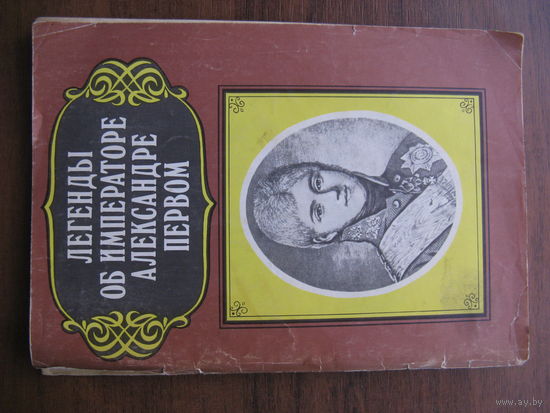 ЛЕГЕНДЫ
ОБ ИМПЕРАТОРЕ
АЛЕКСАНДРЕ
ПЕРВОМ
www.ay.by